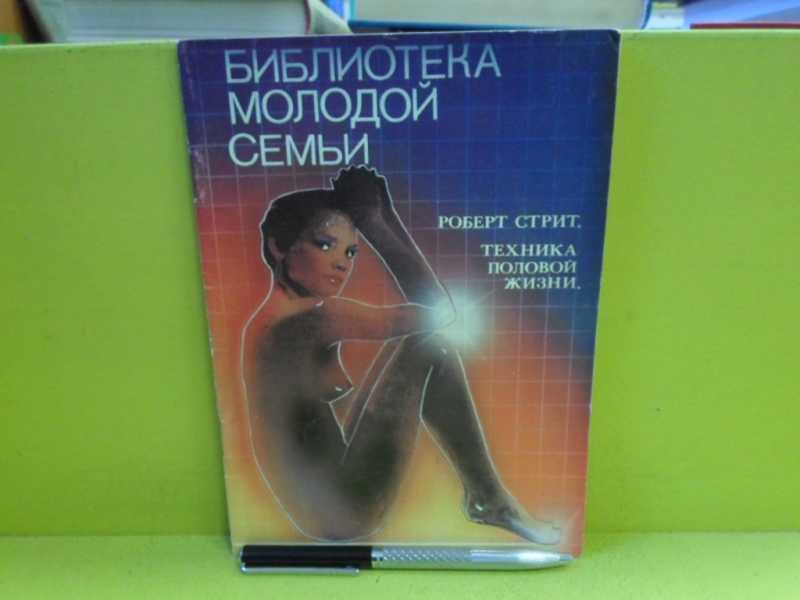 БИБЛИОТЕКА
МОЛОДОЙ
СЕМЬИ
РОБЕРТ СТРИТ.
ТЕХНИКА
ПОЛОВОЙ
ЖИЗНИ.